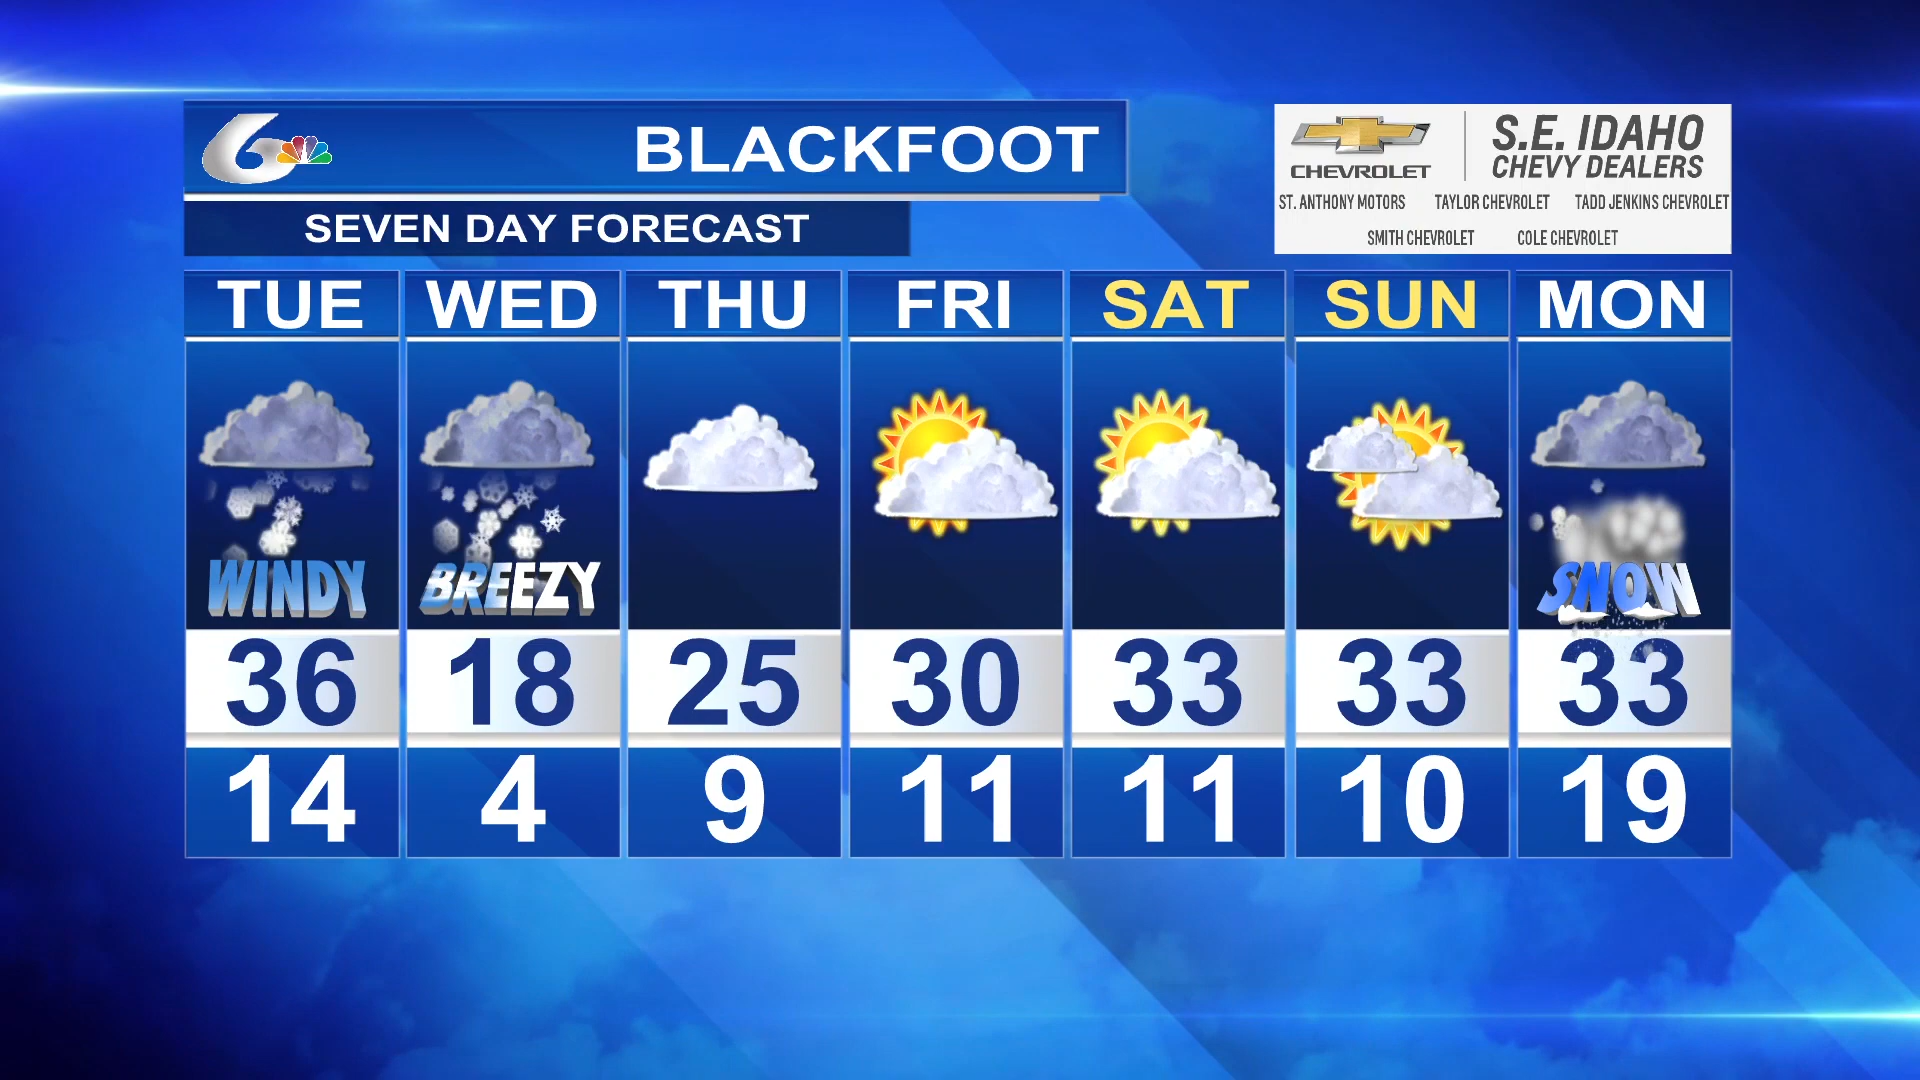 6
BLACKFOOT
SEVEN DAY FORECAST
CHEVROLET
S.E. IDAHO
CHEVY DEALERS
ST. ANTHONY MOTORS TAYLOR CHEVROLET TADD JENKINS CHEVROLET
SMITH CHEVROLET COLE CHEVROLET
TUE WED THU FRI SAT SUN MON
WINDY BREEZY SNOW
36 18 25 30 33 33 33
14 4 9 11 11 10 19